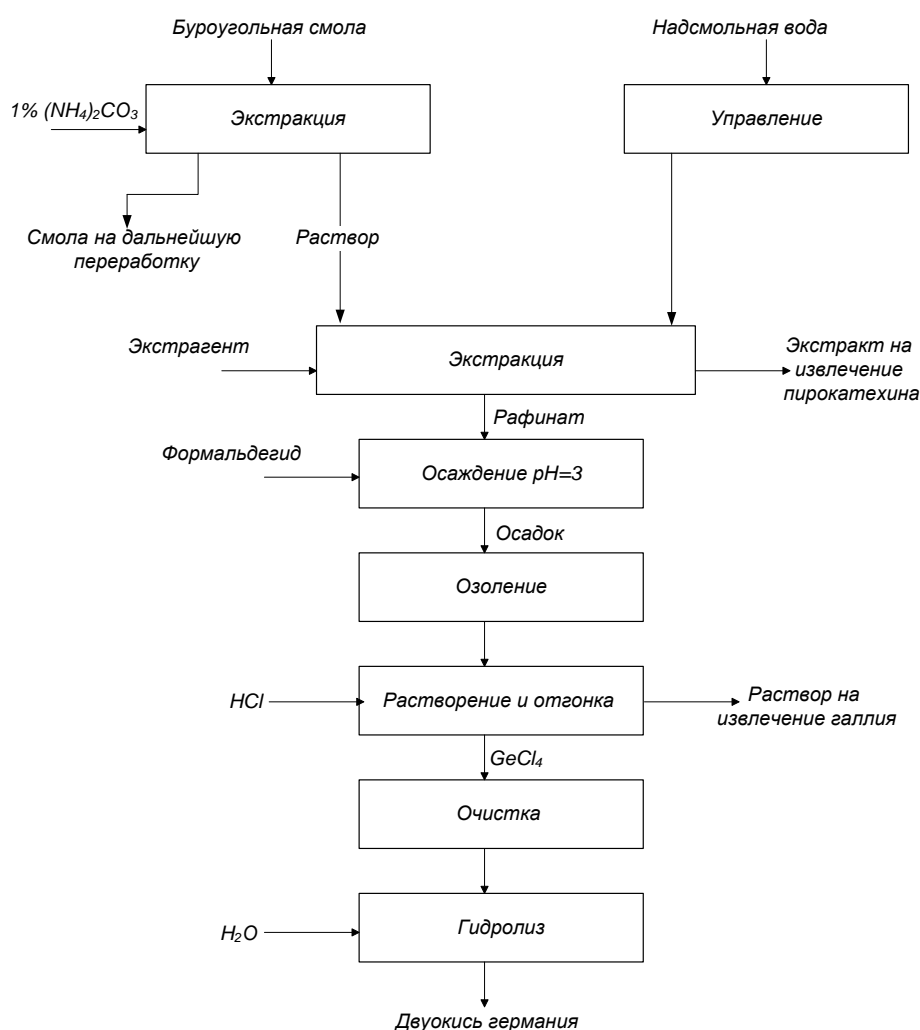 Буроугольная смола
Надсмольная вода
1% (NH₄)₂CO₃
Экстракция
Управление
Смола на дальнейшую
переработку
Раствор
Экстрагент
Экстракция
Экстракт на
извлечение
пирокатехина
Рафинат
Формальдегид
Осаждение pH=3
Осадок
Озоление
HCl
Растворение и отгонка
Раствор на
извлечение галлия
GeCl₄
Очистка
H₂O
Гидролиз
Двуокись германия